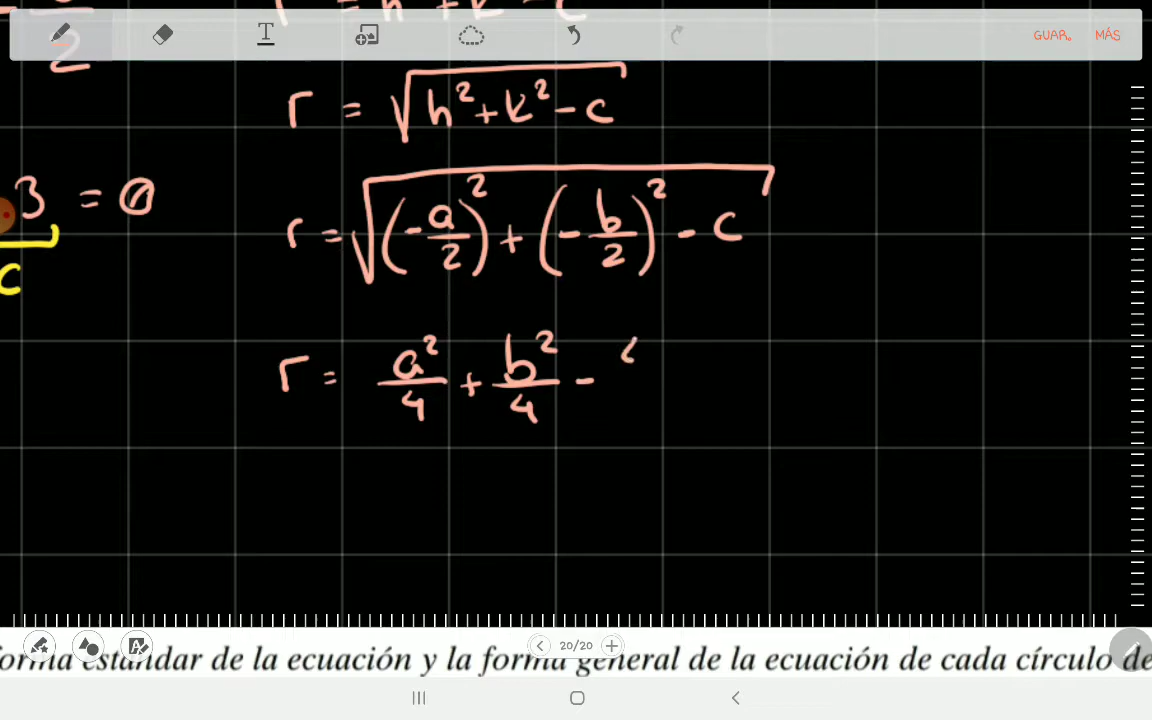 GUAR. MÁS
2
r = h + k - c
r = √(h² + k² - c)
3 = 0
c
r = √((-a/2)² + (-b/2)² - c)
r = a²/4 + b²/4 -
20/20
forma estándar de la ecuación y la forma general de la ecuación de cada círculo de